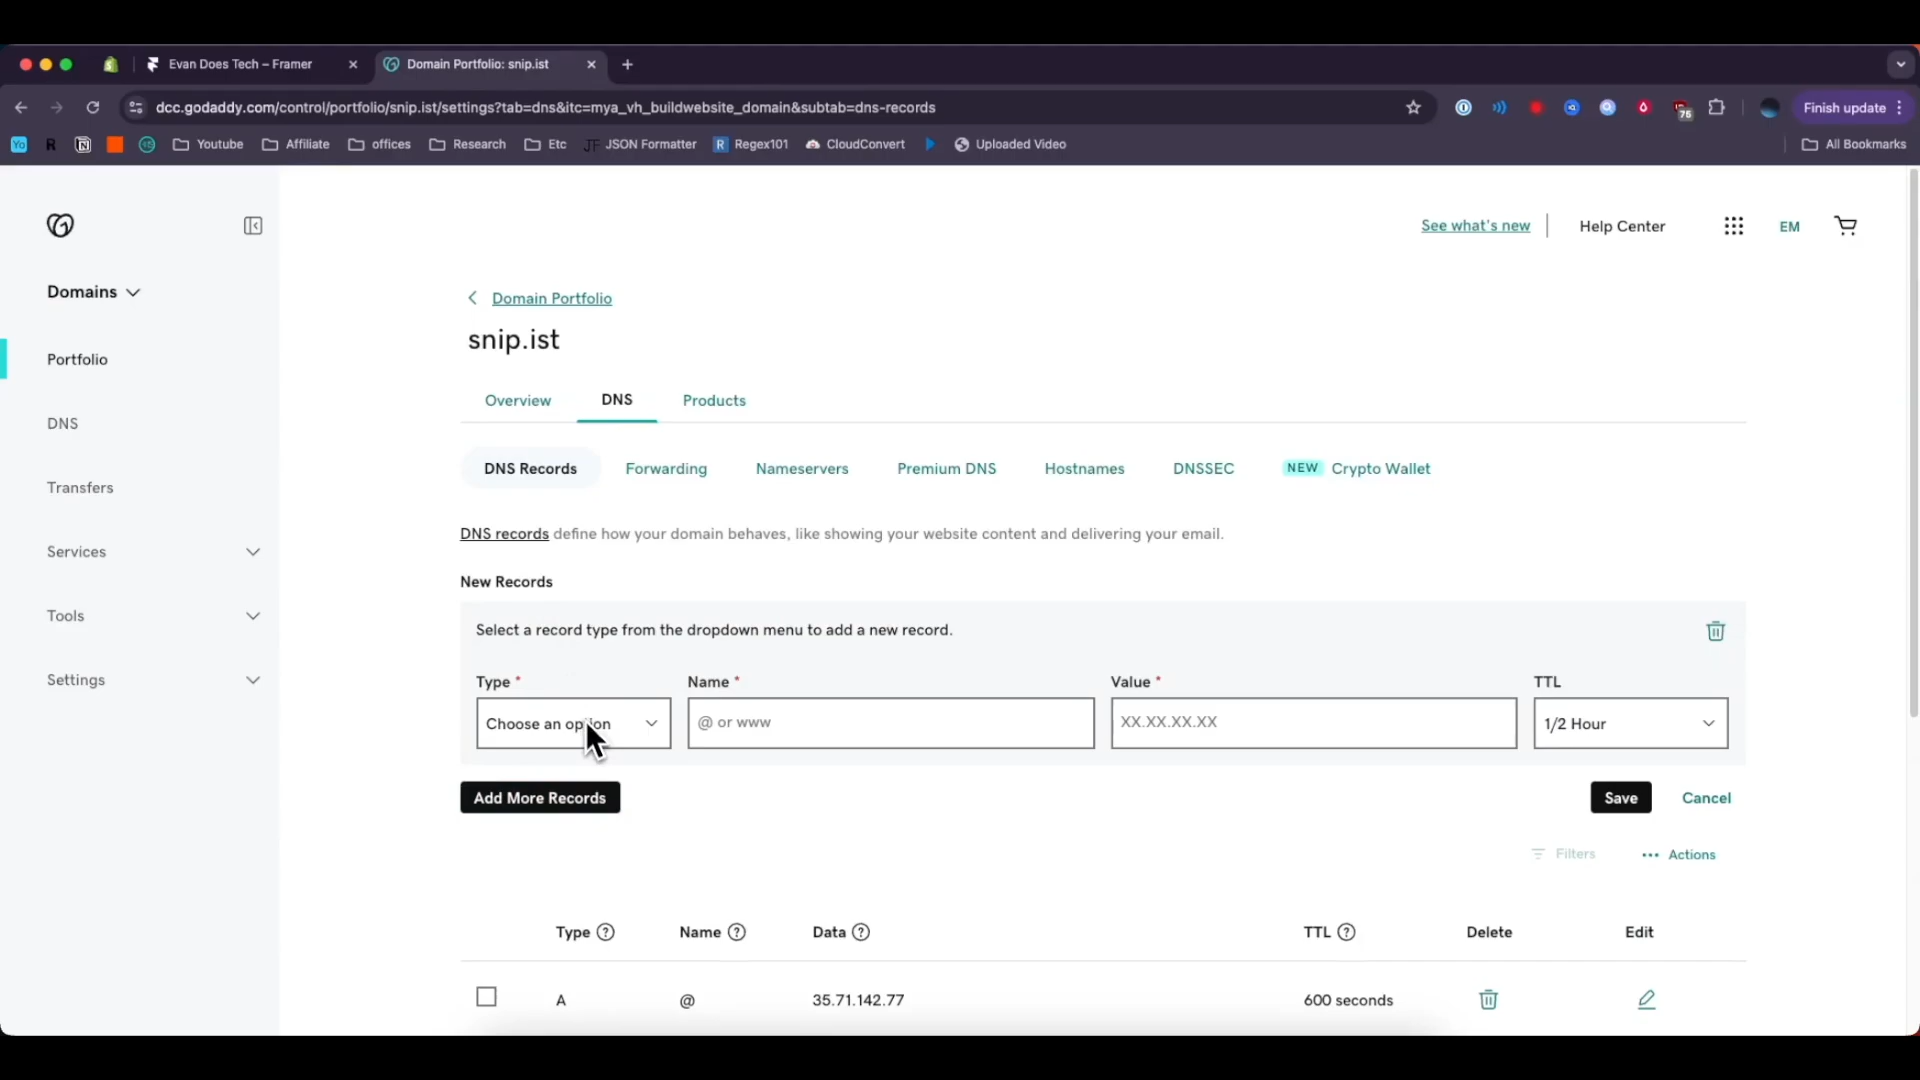 Evan Does Tech – Framer
Domain Portfolio: snip.ist
dcc.godaddy.com/control/portfolio/snip.ist/settings?tab=dns&itc=mya_vh_buildwebsite_domain&subtab=dns-records
76
Finish update
Yo
R
Youtube
Affiliate
offices
Research
Etc
JF
JSON Formatter
R
Regex101
CloudConvert
Uploaded Video
All Bookmarks
See what's new
Help Center
EM
Domains
Portfolio
DNS
Transfers
Services
Tools
Settings
Domain Portfolio
snip.ist
Overview
DNS
Products
DNS Records
Forwarding
Nameservers
Premium DNS
Hostnames
DNSSEC
NEW Crypto Wallet
DNS records define how your domain behaves, like showing your website content and delivering your email.
New Records
Select a record type from the dropdown menu to add a new record.
Type *
Name *
Value *
TTL
Choose an option
@ or www
XX.XX.XX.XX
1/2 Hour
Add More Records
Save
Cancel
Filters
Actions
Type
Name
Data
TTL
Delete
Edit
A
@
35.71.142.77
600 seconds